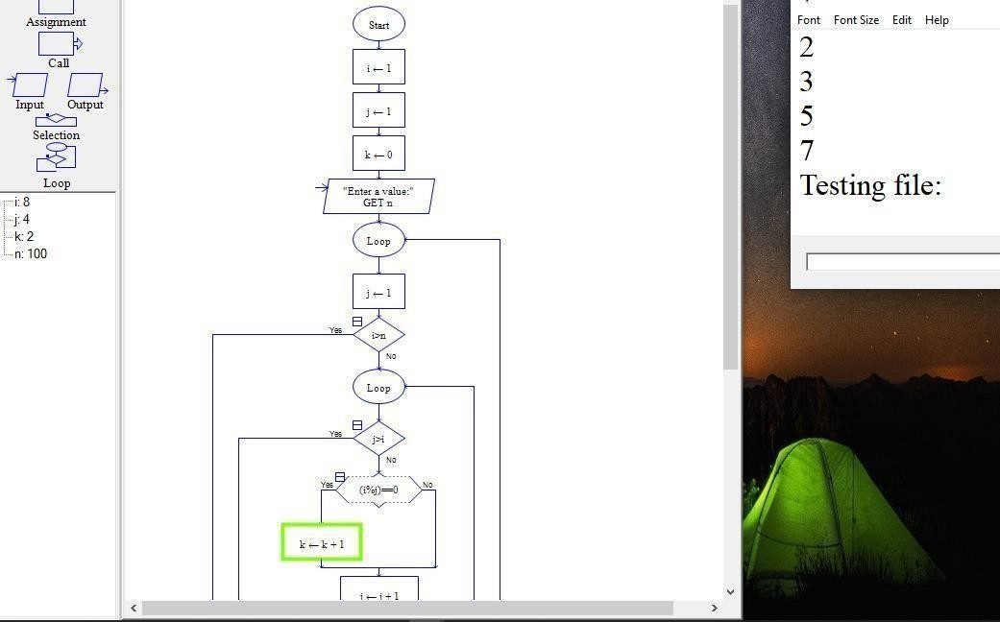 Assignment
Call
Input Output
Selection
Loop
i: 8
j: 4
k: 2
n: 100
Start
i ← 1
j ← 1
k ← 0
"Enter a value:"
GET n
Loop
j ← 1
Yes
i>n
No
Loop
Yes
j>i
No
Yes
(i%j)==0
No
k ← k + 1
j ← j + 1
Font Font Size Edit Help
2
3
5
7
Testing file: